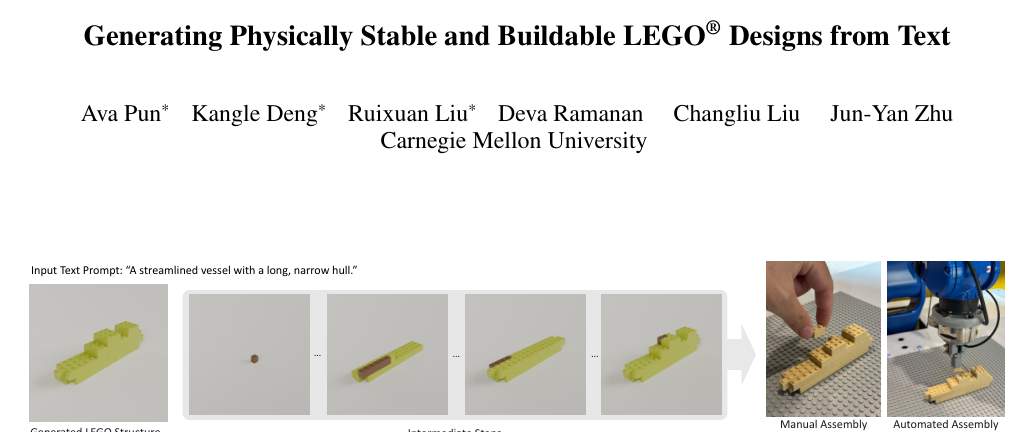 Generating Physically Stable and Buildable LEGO® Designs from Text
Ava Pun* Kangle Deng* Ruixuan Liu* Deva Ramanan Changliu Liu Jun-Yan Zhu
Carnegie Mellon University
Input Text Prompt: “A streamlined vessel with a long, narrow hull.”
... ... ...
Generated LEGO Structure Intermediate Steps Manual Assembly Automated Assembly